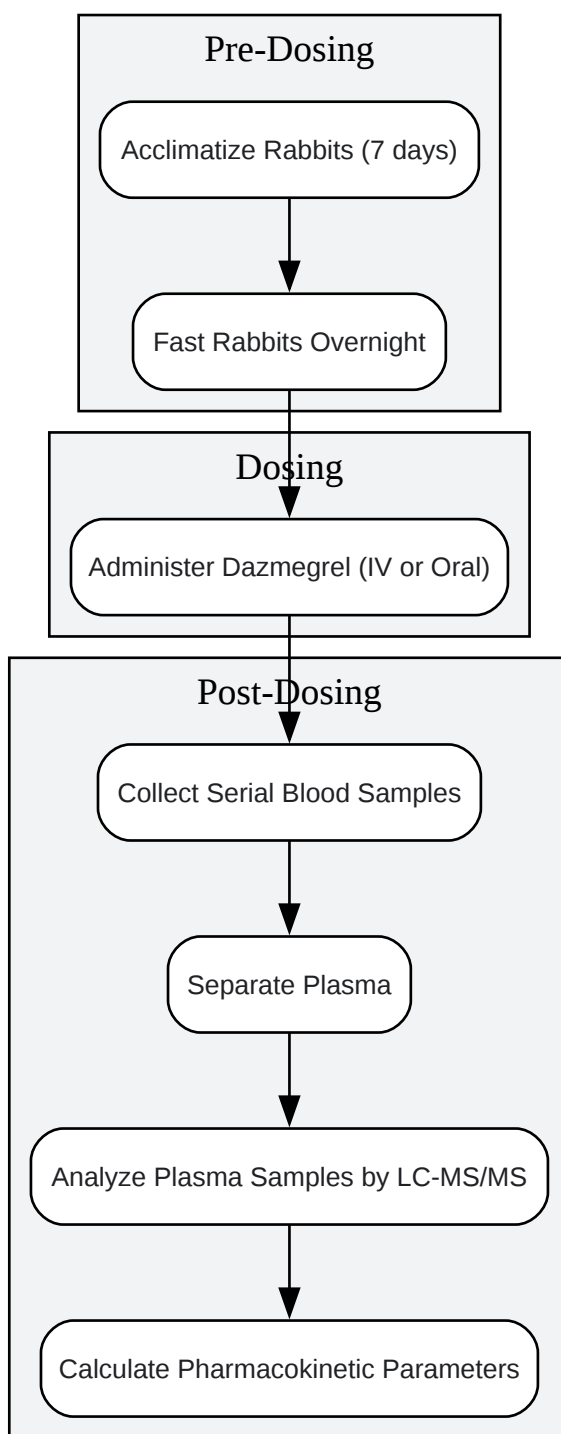 Pre-Dosing
Acclimatize Rabbits (7 days)
Fast Rabbits Overnight
Dosing
Administer Dazmegrel (IV or Oral)
Post-Dosing
Collect Serial Blood Samples
Separate Plasma
Analyze Plasma Samples by LC-MS/MS
Calculate Pharmacokinetic Parameters